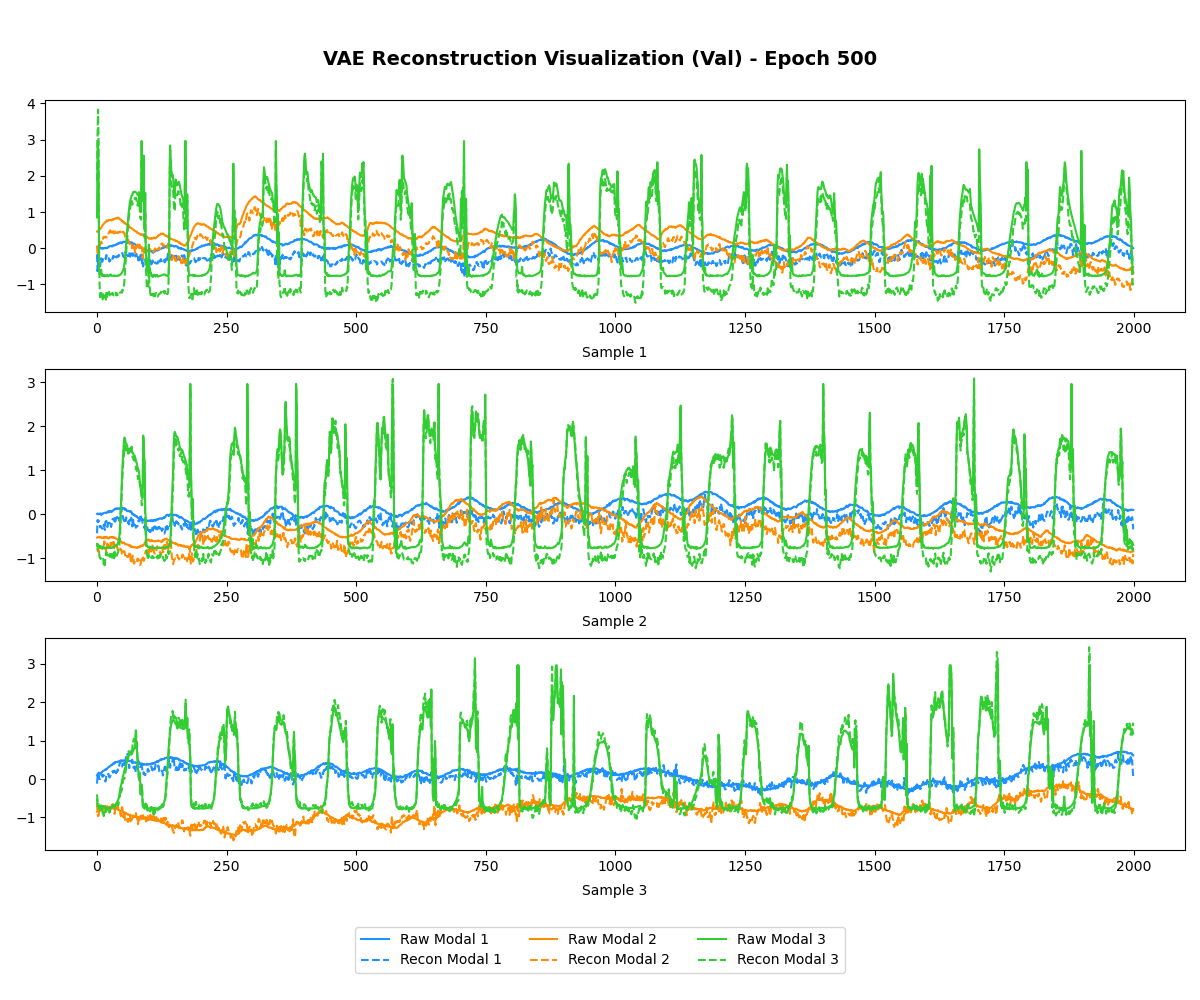 VAE Reconstruction Visualization (Val) - Epoch 500
4
3
2
1
0
−1
0 250 500 750 1000 1250 1500 1750 2000
Sample 1
3
2
1
0
−1
0 250 500 750 1000 1250 1500 1750 2000
Sample 2
3
2
1
0
−1
0 250 500 750 1000 1250 1500 1750 2000
Sample 3
Raw Modal 1 Raw Modal 2 Raw Modal 3
Recon Modal 1 Recon Modal 2 Recon Modal 3